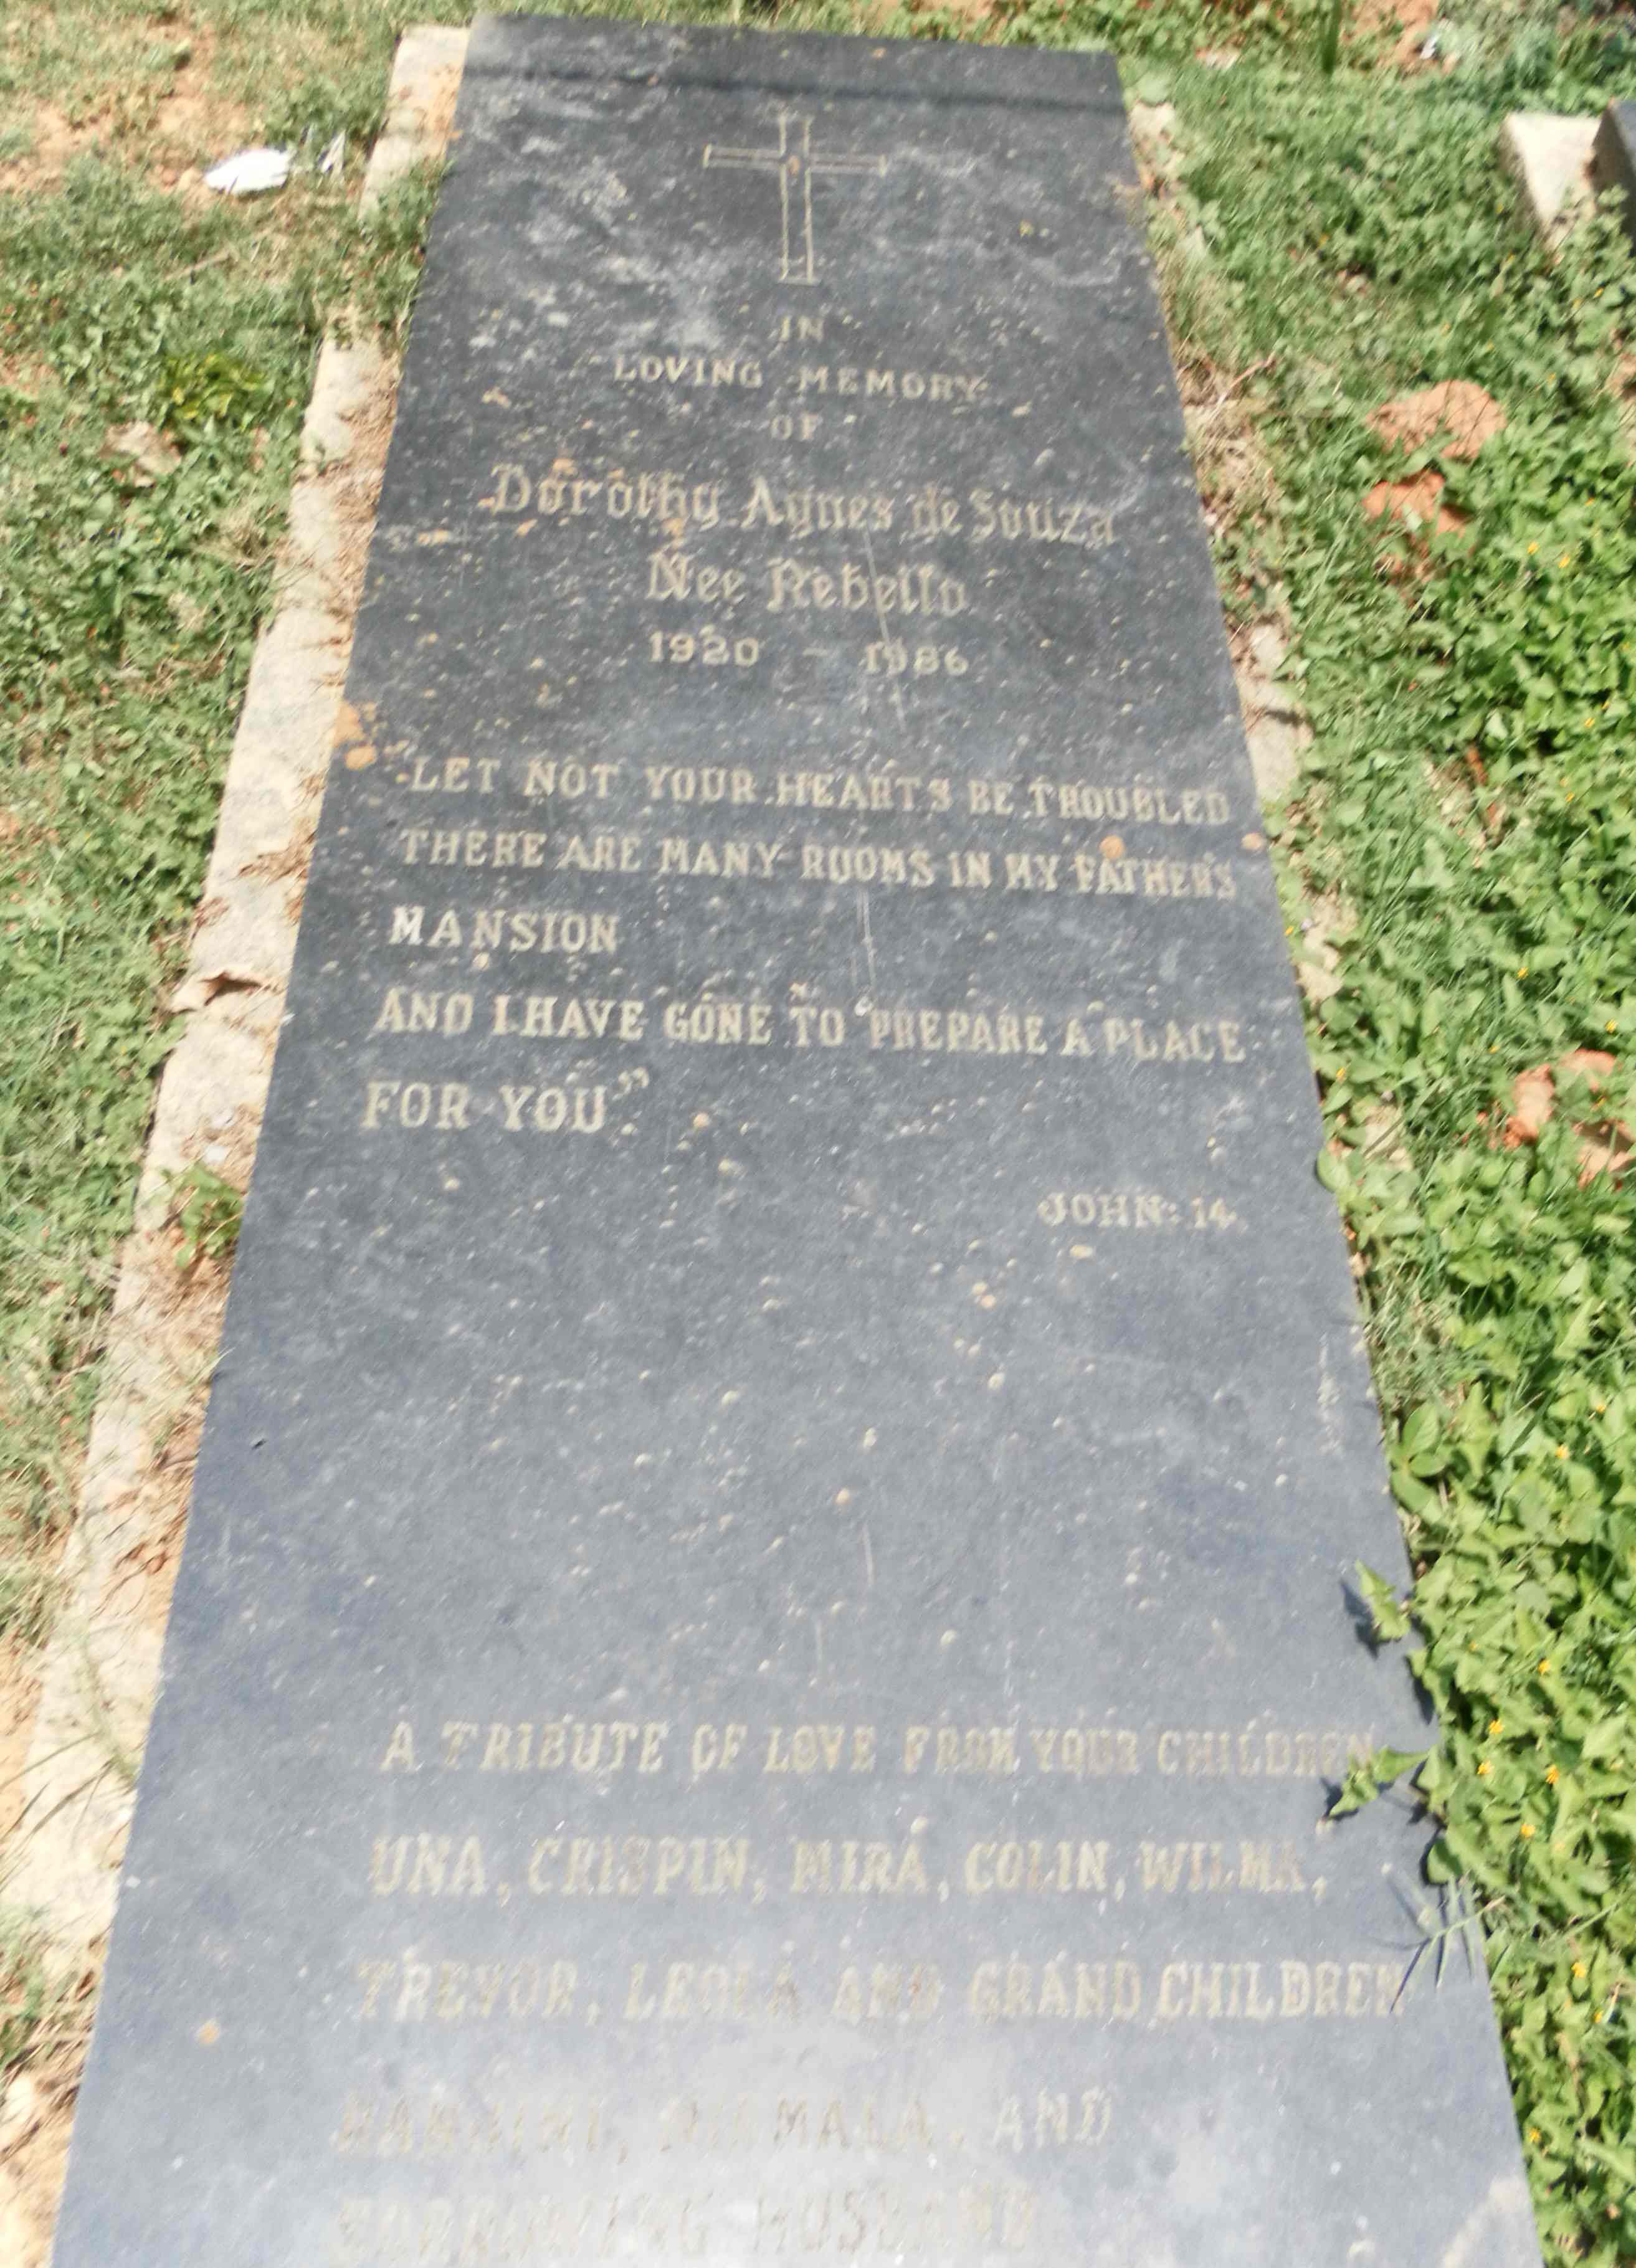 IN
LOVING MEMORY
OF
Dorothy Agnes de Souza
Nee Rebello
1920 - 1986
"LET NOT YOUR HEARTS BE TROUBLED
THERE ARE MANY ROOMS IN MY FATHERS
MANSION
AND I HAVE GONE TO PREPARE A PLACE
FOR YOU".
JOHN: 14
A TRIBUTE OF LOVE FROM YOUR CHILDREN
UNA, CRISPIN, MIRA, COLIN, WILMA,
TREVOR, LEOLA AND GRAND CHILDREN
AND
SORROWING HUSBAND